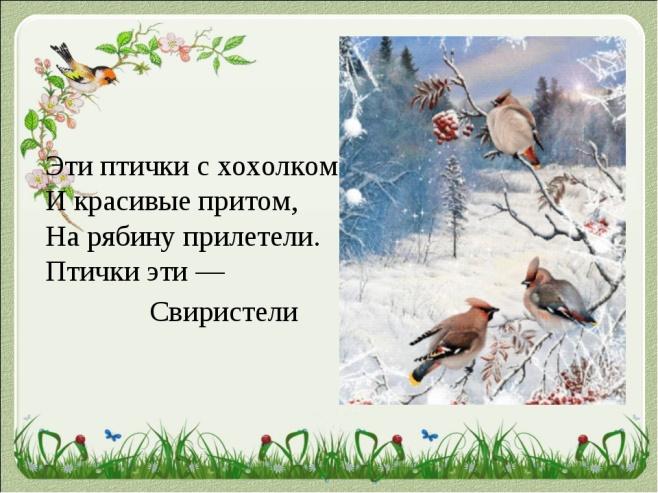 Эти птички с хохолком
И красивые притом,
На рябину прилетели.
Птички эти —
Свиристели